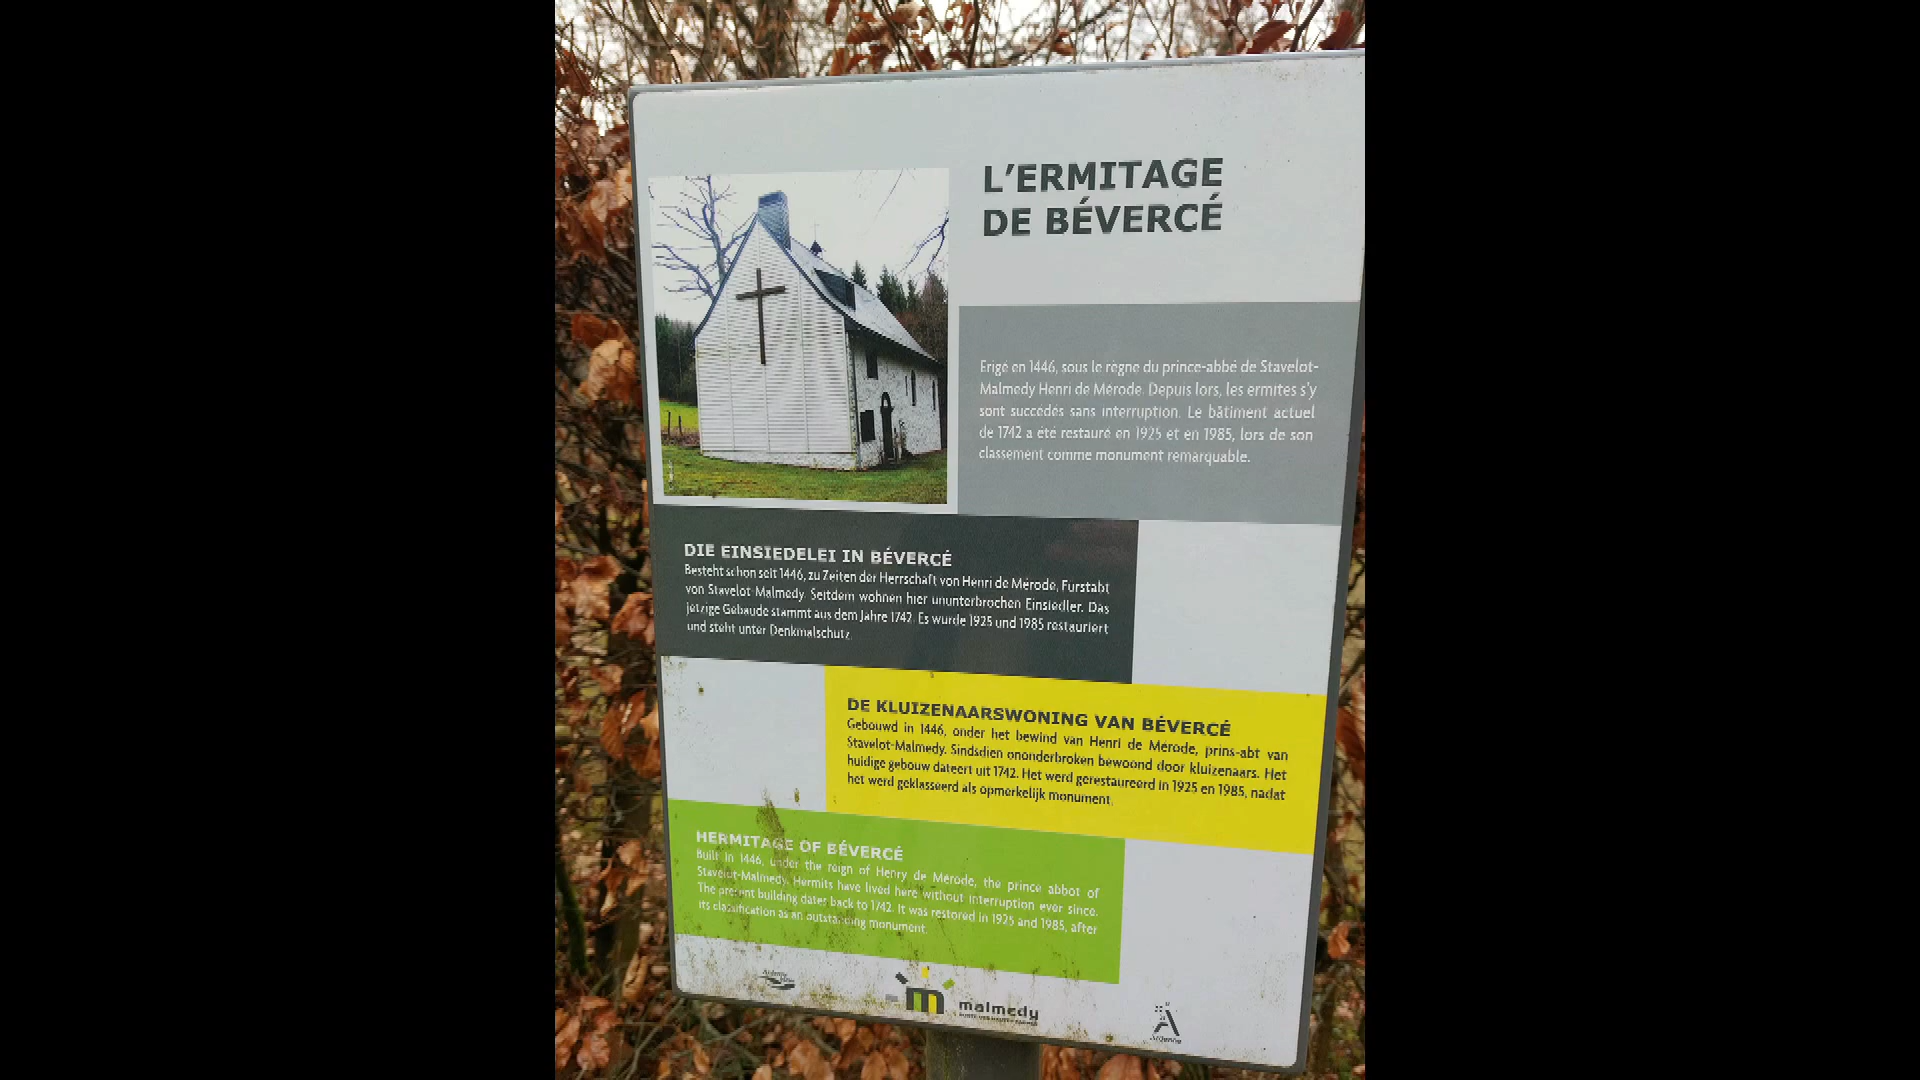 L'ERMITAGE
DE BÉVERCÉ
Erigé en 1446, sous le règne du prince-abbé de Stavelot-
Malmedy Henri de Mérode. Depuis lors, les ermites s'y
sont succédés sans interruption. Le bâtiment actuel
de 1742 a été restauré en 1925 et en 1985, lors de son
classement comme monument remarquable.
DIE EINSIEDELEI IN BÉVERCÉ
Besteht schon seit 1446, zu Zeiten der Herrschaft von Henri de Mérode, Fürstabt
von Stavelot-Malmedy. Seitdem wohnen hier ununterbrochen Einsiedler. Das
jetzige Gebäude stammt aus dem Jahre 1742. Es wurde 1925 und 1985 restauriert
und steht unter Denkmalschutz.
DE KLUIZENAARSWONING VAN BÉVERCÉ
Gebouwd in 1446, onder het bewind van Henri de Mérode, prins-abt van
Stavelot-Malmedy. Sindsdien ononderbroken bewoond door kluizenaars. Het
huidige gebouw dateert uit 1742. Het werd gerestaureerd in 1925 en 1985, nadat
het werd geklasseerd als opmerkelijk monument.
HERMITAGE OF BÉVERCÉ
Built in 1446, under the reign of Henry de Mérode, the prince abbot of
Stavelot-Malmedy. Hermits have lived here without interruption ever since.
The present building dates back to 1742. It was restored in 1925 and 1985, after
its clazification as an outstanding monument.
malmedy
Ardenne